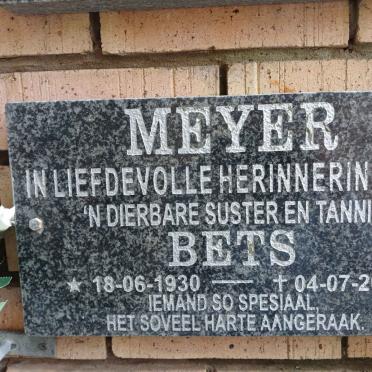 MEYER
IN LIEFDEVOLLE HERINNERIN
'N DIERBARE SUSTER EN TANNI
BETS
★ 18-06-1930 — † 04-07-2
IEMAND SO SPESIAAL,
HET SOVEEL HARTE AANGERAAK.